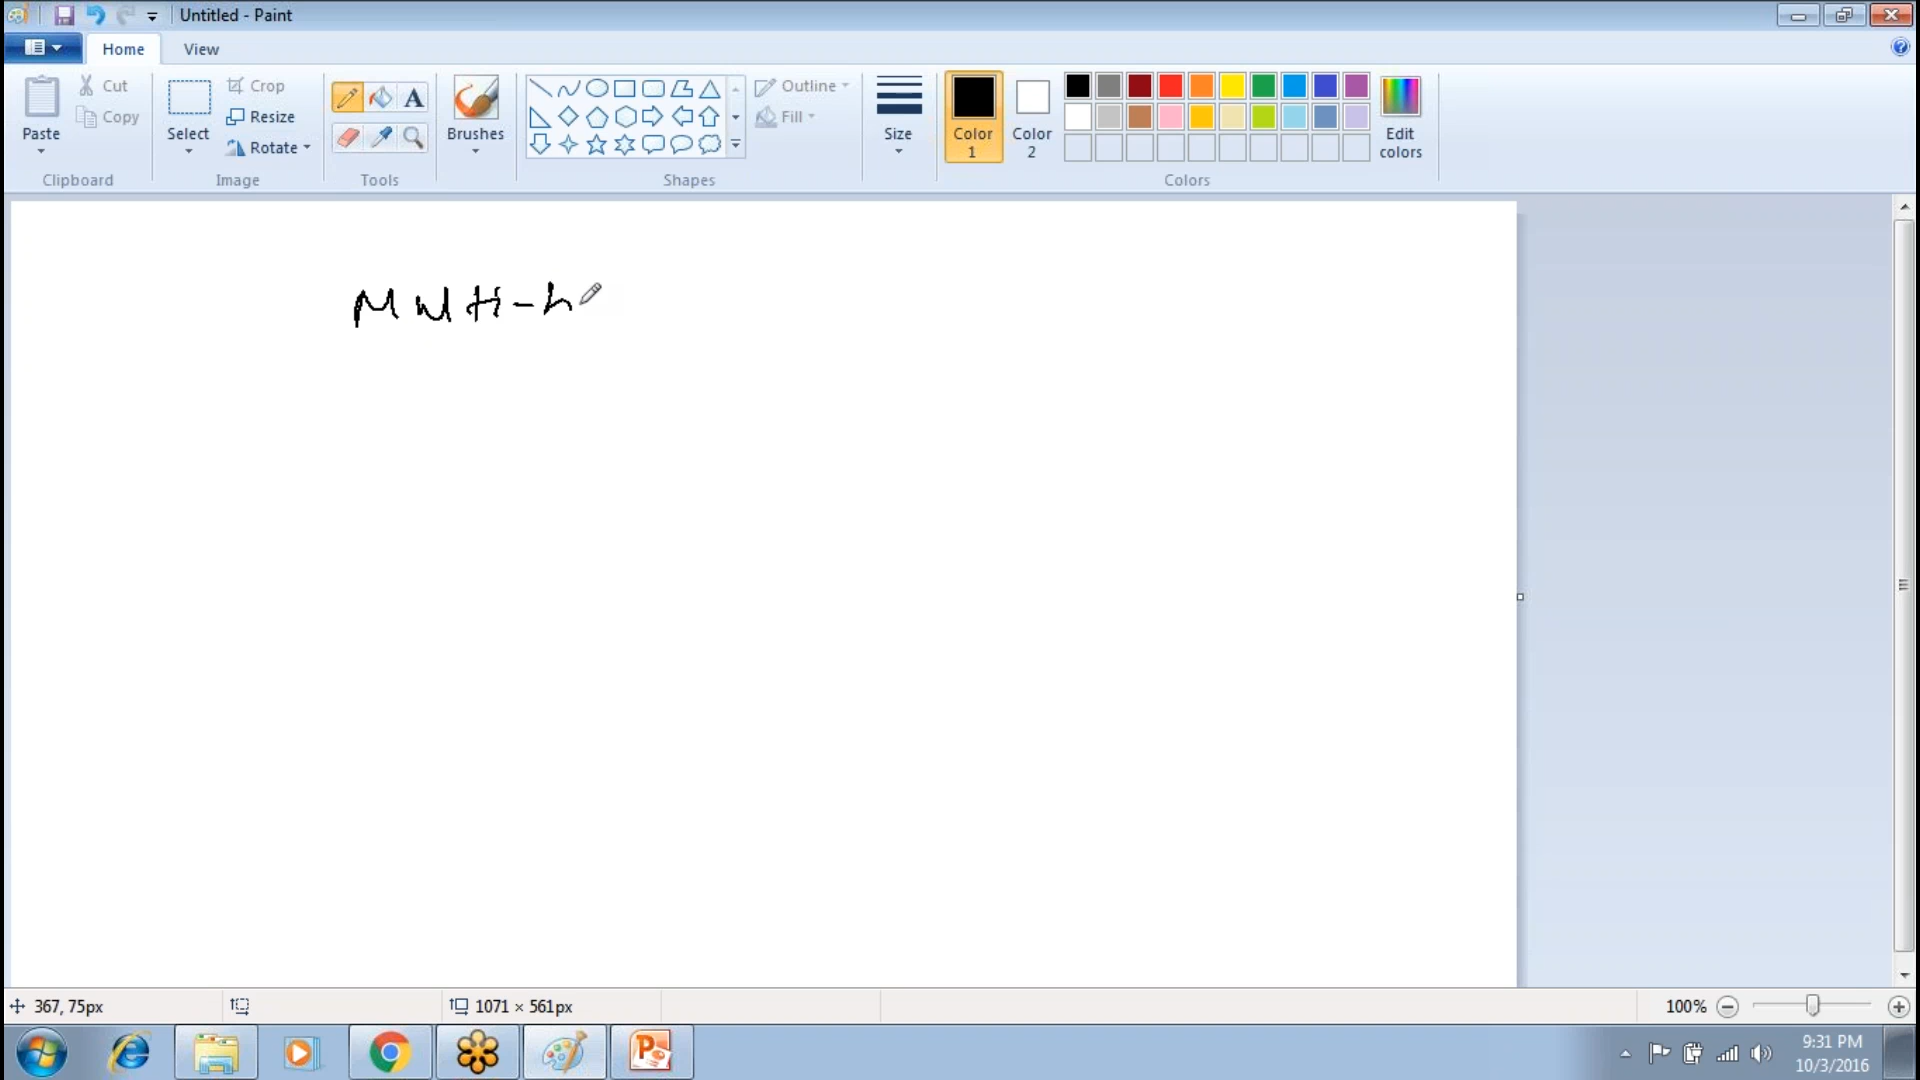 Untitled - Paint
Home View
Paste Cut Copy Select Crop Resize Rotate Brushes Outline Fill Size Color 1 Color 2 Edit colors
Clipboard Image Tools Shapes Colors
Multi-h
367, 75px 1071 × 561px 100%
9:31 PM
10/3/2016